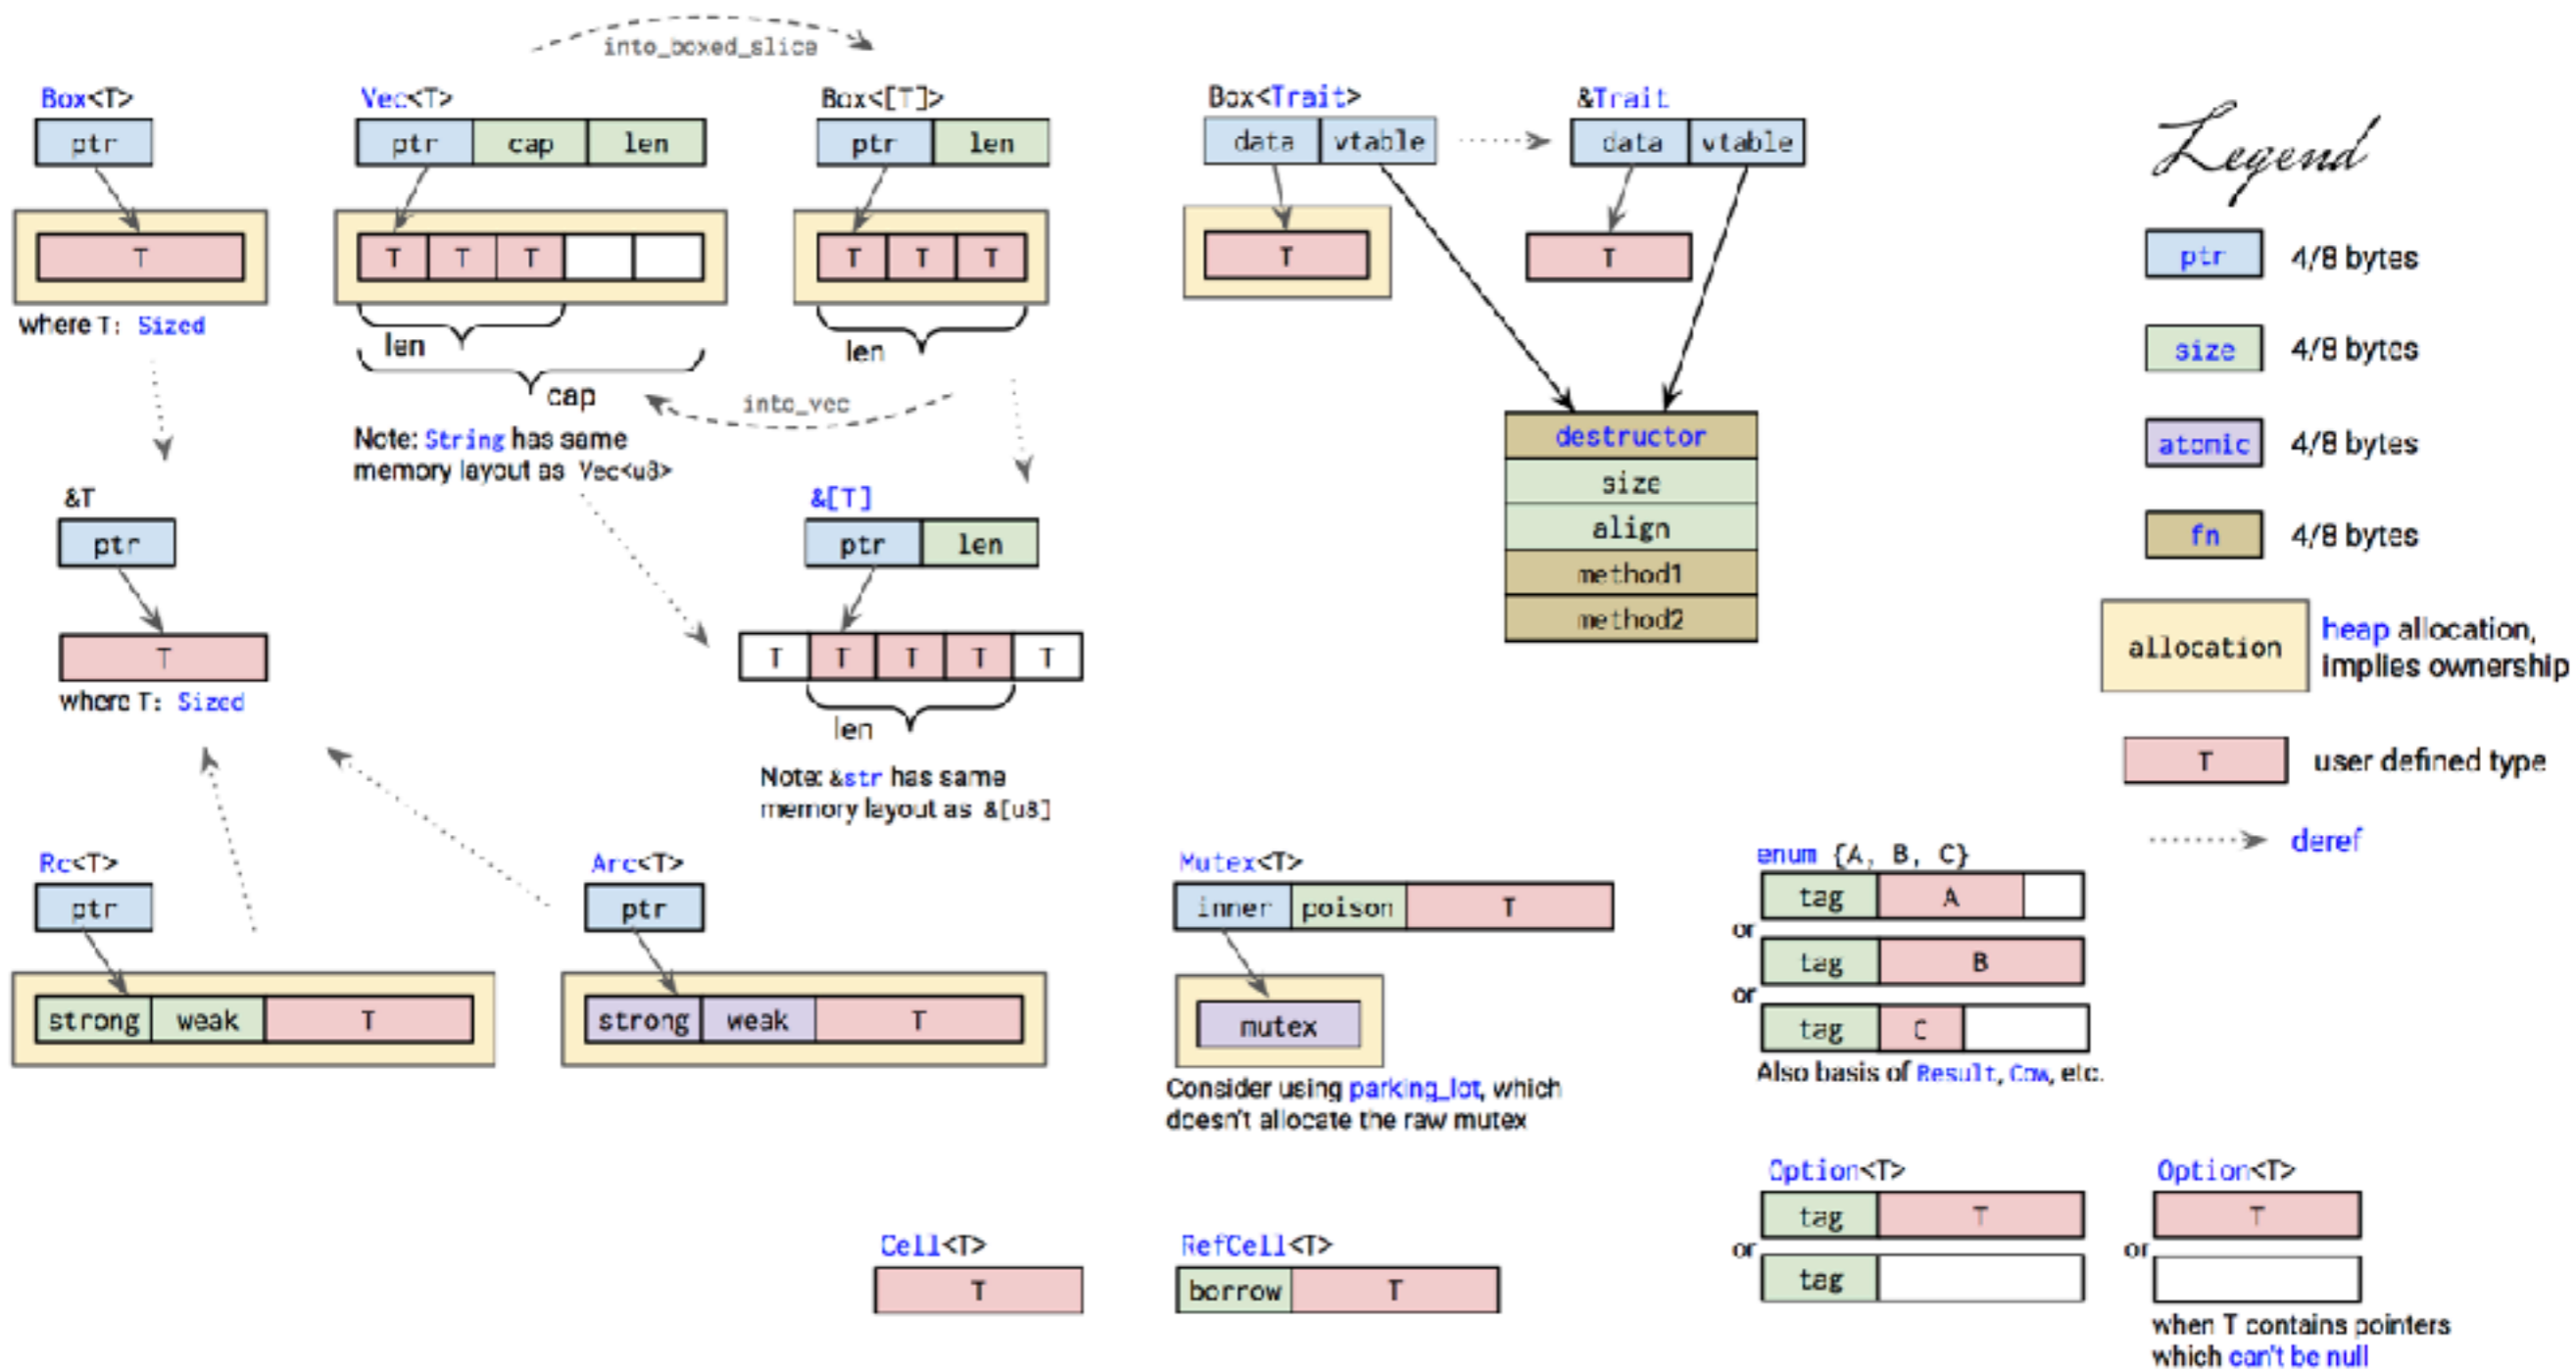 into_boxed_slice
Box<T>
ptr
T
where T: Sized
Vec<T>
ptr cap len
T T T
len
cap
Note: String has same
memory layout as Vec<u8>
Box<[T]>
ptr len
T T T
len
into_vec
&T
ptr
T
where T: Sized
&[T]
ptr len
T T T T T
len
Note: &str has same
memory layout as &[u8]
Rc<T>
ptr
strong weak T
Arc<T>
ptr
strong weak T
Box<Trait>
data vtable
T
&Trait
data vtable
T
destructor
size
align
method1
method2
Mutex<T>
inner poison T
mutex
Consider using parking_lot, which
doesn't allocate the raw mutex
Cell<T>
T
RefCell<T>
borrow T
enum {A, B, C}
tag A
or
tag B
or
tag C
Also basis of Result, Cow, etc.
Option<T>
tag T
or
tag
Option<T>
T
or
when T contains pointers
which can't be null
Legend
ptr 4/8 bytes
size 4/8 bytes
atomic 4/8 bytes
fn 4/8 bytes
allocation
heap allocation,
implies ownership
T user defined type
deref